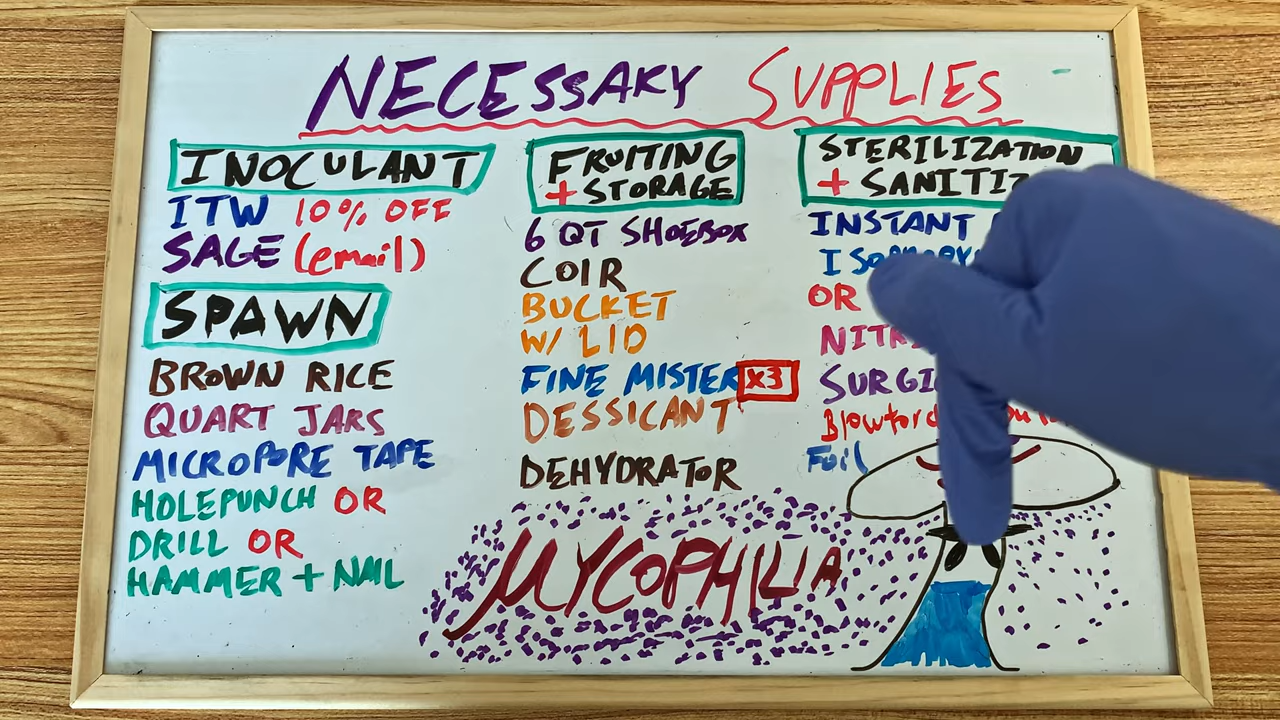 NECESSARY SUPPLIES
INOCULANT
ITW 10% OFF
SAGE (email)
SPAWN
BROWN RICE
QUART JARS
MICROPORE TAPE
HOLEPUNCH OR
DRILL OR
HAMMER + NAIL
FRUITING
+ STORAGE
6 QT SHOEBOX
COIR
BUCKET
W/ LID
FINE MISTER X3
DESSICANT
DEHYDRATOR
STERILIZATION
+ SANITIZ
INSTANT
OR
NITR
SURGI
Foil
MYCOPHILIA